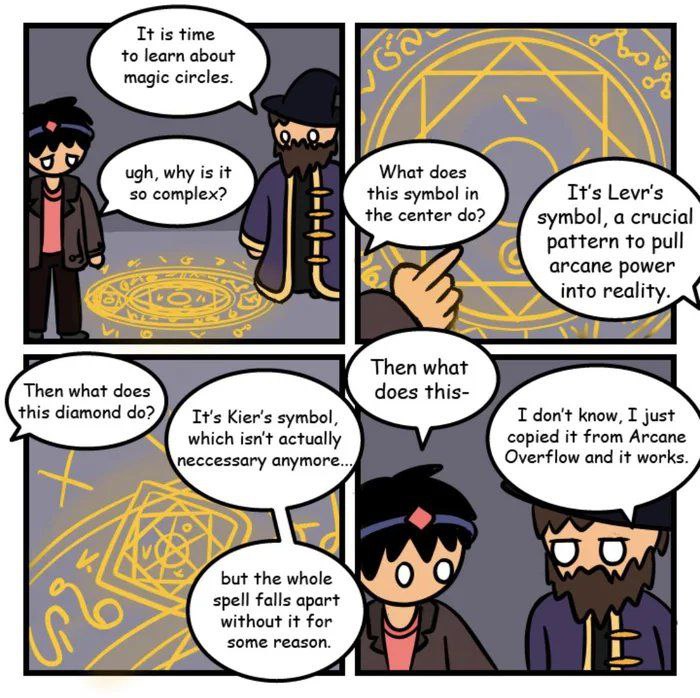 It is time
to learn about
magic circles.
ugh, why is it
so complex?
What does
this symbol in
the center do?
It's Levr's
symbol, a crucial
pattern to pull
arcane power
into reality.
Then what does
this diamond do?
It's Kier's symbol,
which isn't actually
neccessary anymore...
but the whole
spell falls apart
without it for
some reason.
Then what
does this-
I don't know, I just
copied it from Arcane
Overflow and it works.